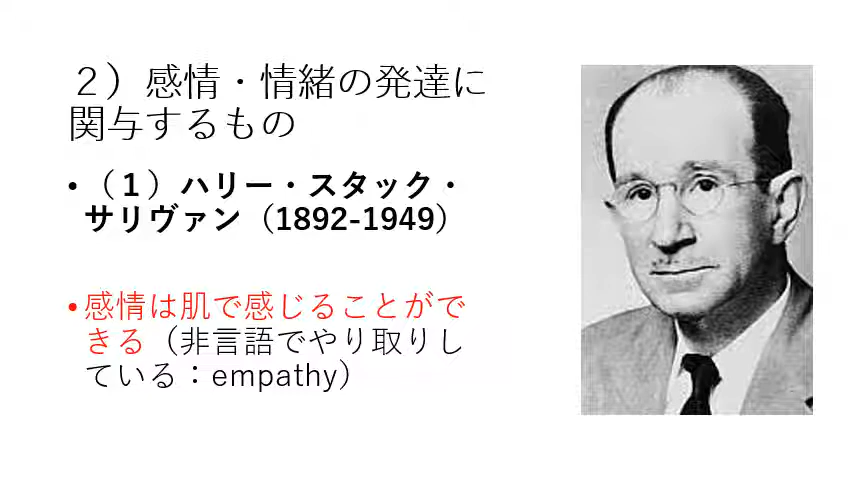 ２）感情・情緒の発達に
関与するもの
•（１）ハリー・スタック・
サリヴァン（1892-1949）
•感情は肌で感じることがで
きる（非言語でやり取りし
ている：empathy）